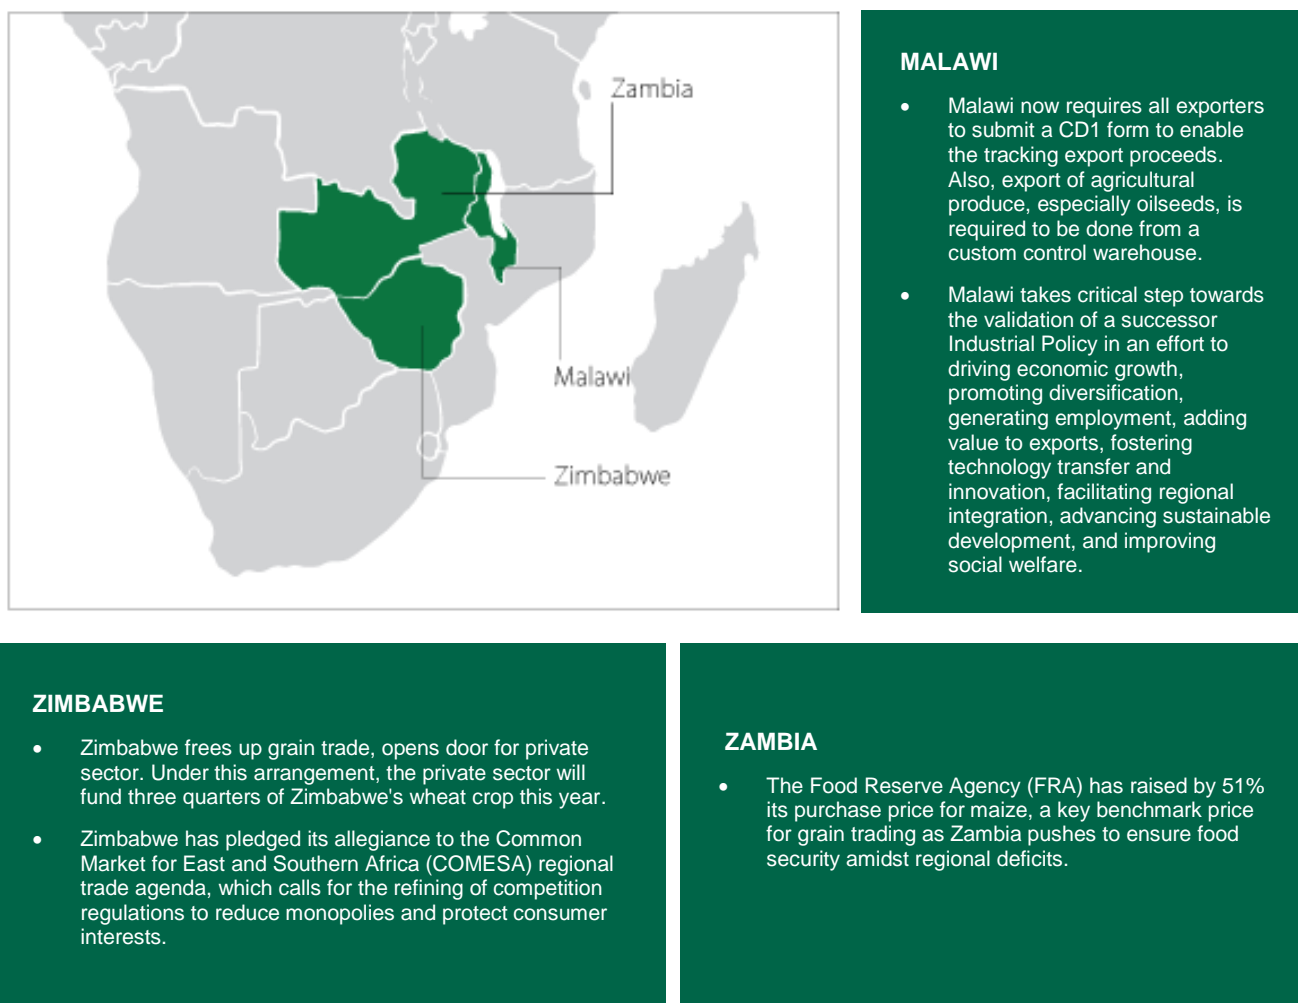 Zambia
Malawi
Zimbabwe
MALAWI
• Malawi now requires all exporters
to submit a CD1 form to enable
the tracking export proceeds.
Also, export of agricultural
produce, especially oilseeds, is
required to be done from a
custom control warehouse.
• Malawi takes critical step towards
the validation of a successor
Industrial Policy in an effort to
driving economic growth,
promoting diversification,
generating employment, adding
value to exports, fostering
technology transfer and
innovation, facilitating regional
integration, advancing sustainable
development, and improving
social welfare.
ZIMBABWE
• Zimbabwe frees up grain trade, opens door for private
sector. Under this arrangement, the private sector will
fund three quarters of Zimbabwe's wheat crop this year.
• Zimbabwe has pledged its allegiance to the Common
Market for East and Southern Africa (COMESA) regional
trade agenda, which calls for the refining of competition
regulations to reduce monopolies and protect consumer
interests.
ZAMBIA
• The Food Reserve Agency (FRA) has raised by 51%
its purchase price for maize, a key benchmark price
for grain trading as Zambia pushes to ensure food
security amidst regional deficits.